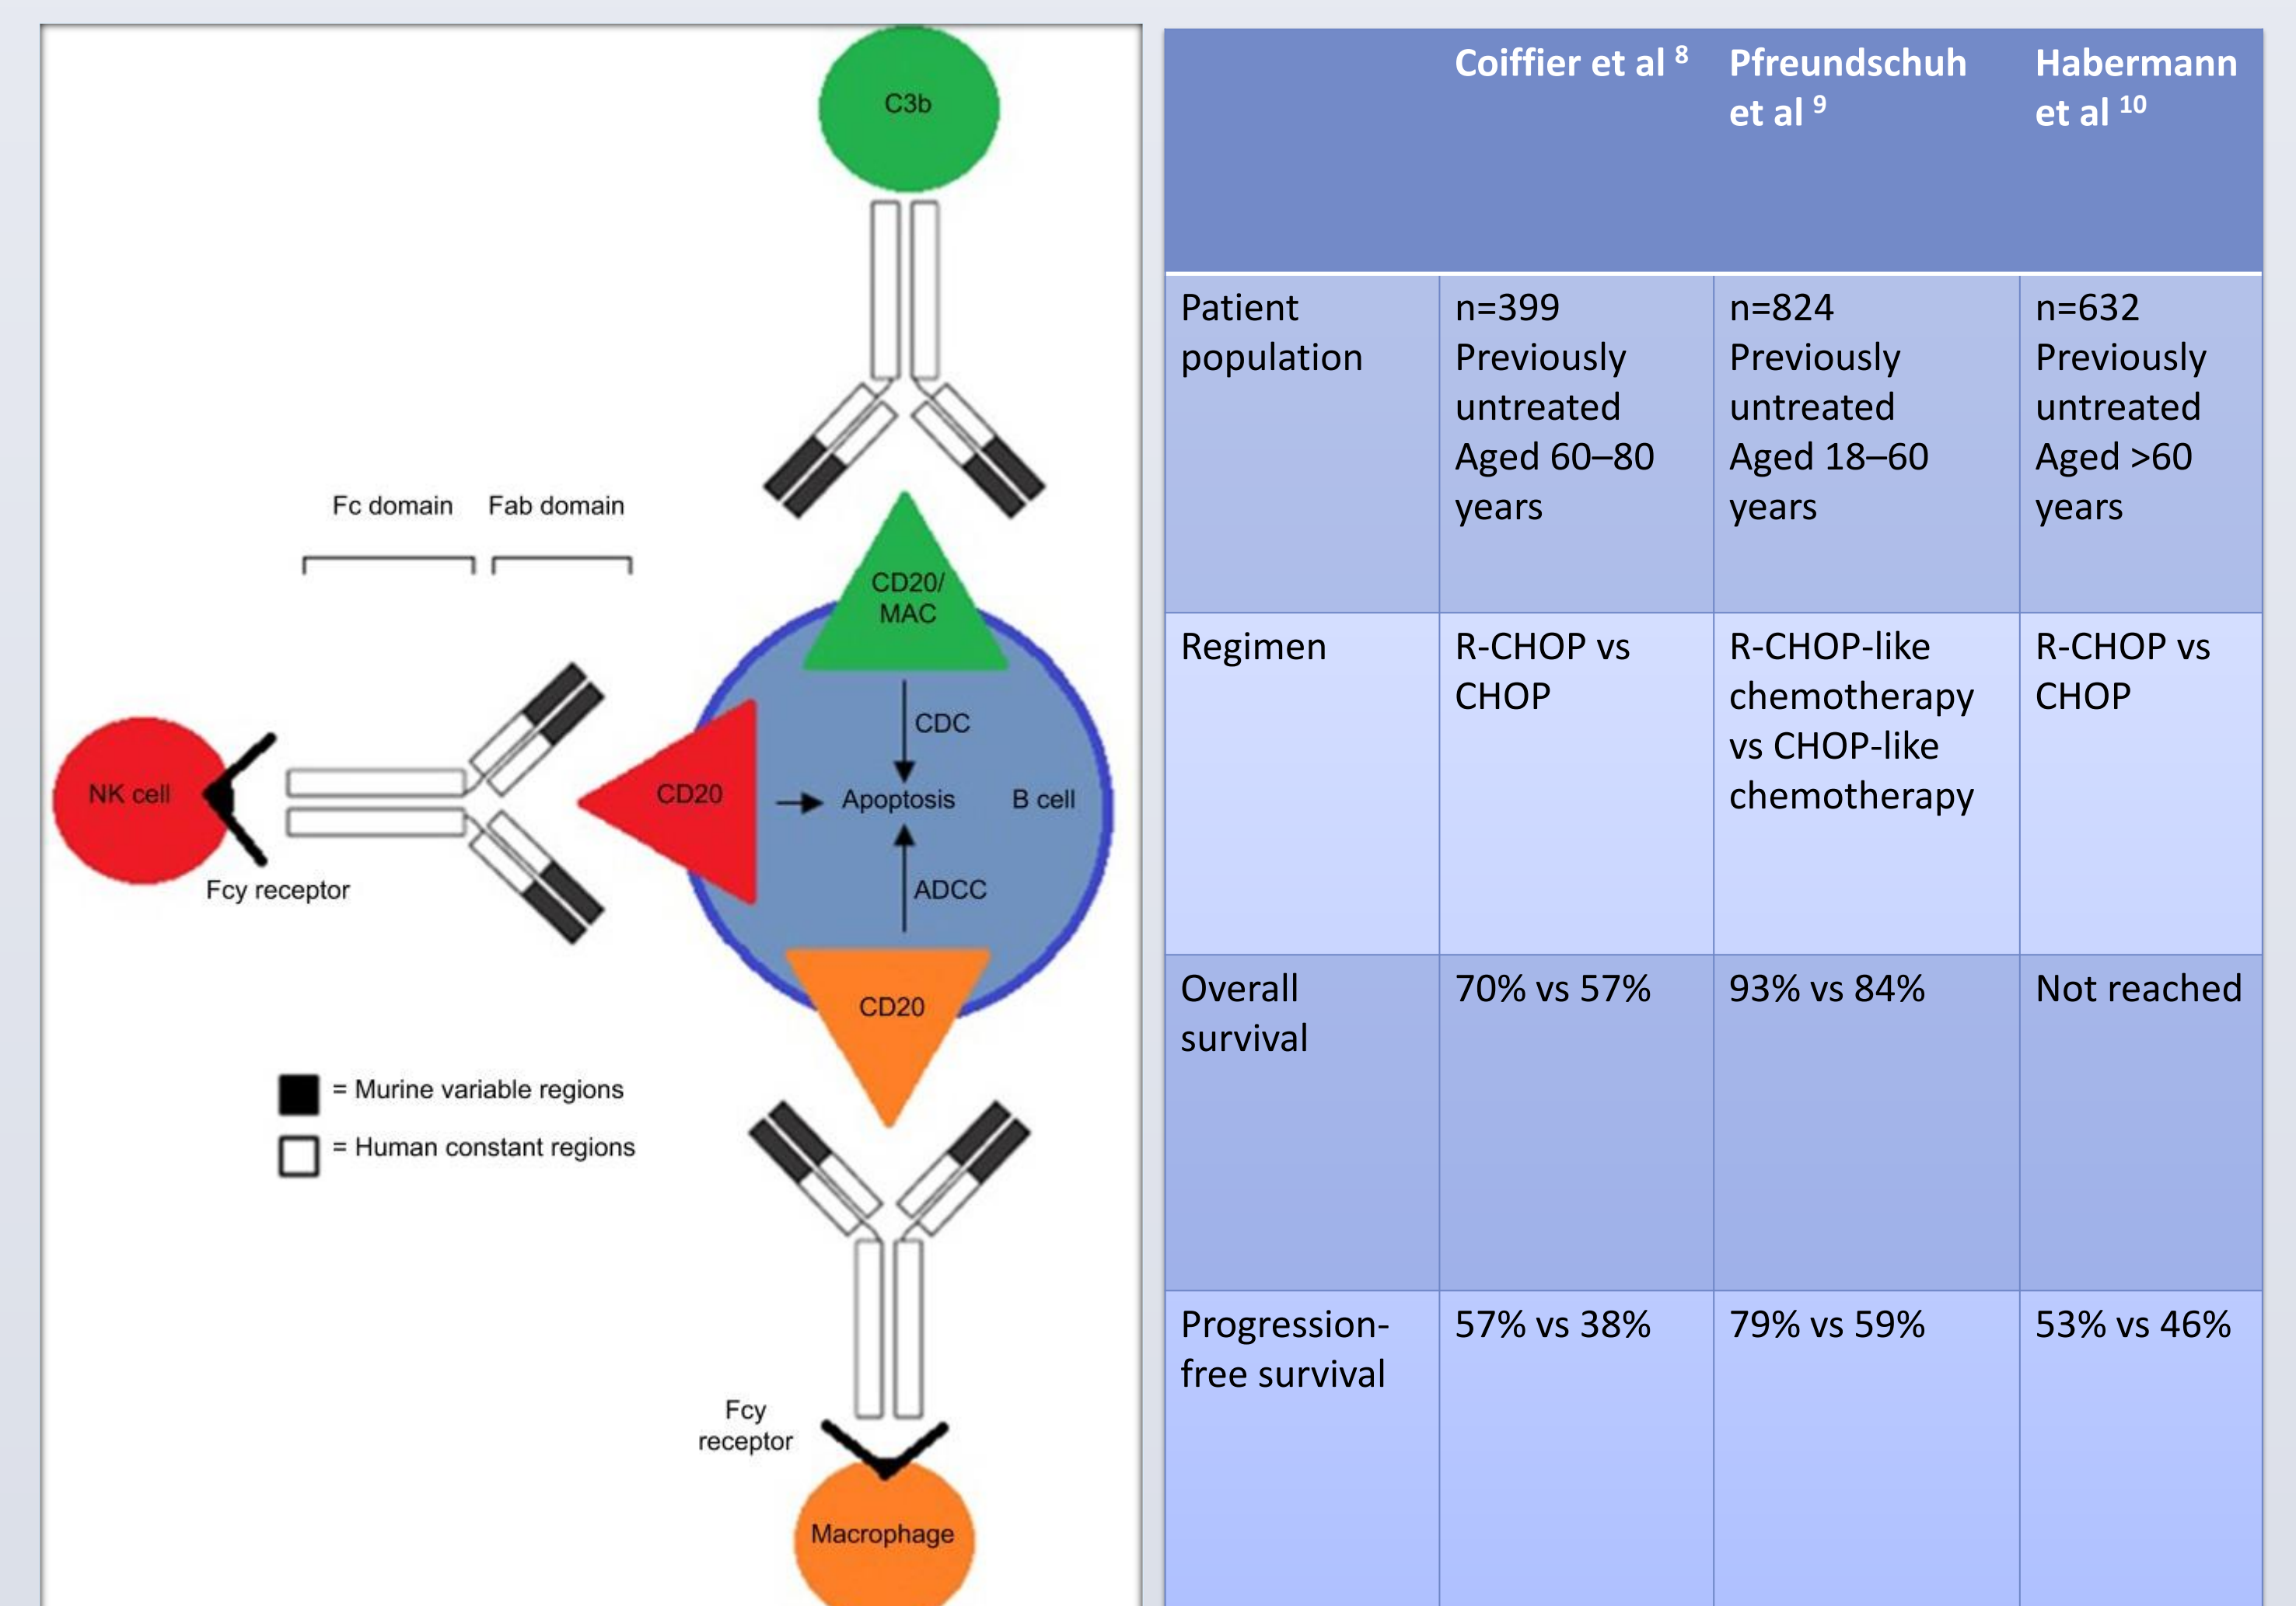 C3b
Fc domain
Fab domain
CD20/
MAC
CDC
NK cell
CD20
Apoptosis
B cell
Fcy receptor
ADCC
CD20
= Murine variable regions
= Human constant regions
Fcy
receptor
Macrophage
Coiffier et al 8
Pfreundschuh
et al 9
Habermann
et al 10
Patient
population
n=399
Previously
untreated
Aged 60–80
years
n=824
Previously
untreated
Aged 18–60
years
n=632
Previously
untreated
Aged >60
years
Regimen
R-CHOP vs
CHOP
R-CHOP-like
chemotherapy
vs CHOP-like
chemotherapy
R-CHOP vs
CHOP
Overall
survival
70% vs 57%
93% vs 84%
Not reached
Progression-
free survival
57% vs 38%
79% vs 59%
53% vs 46%